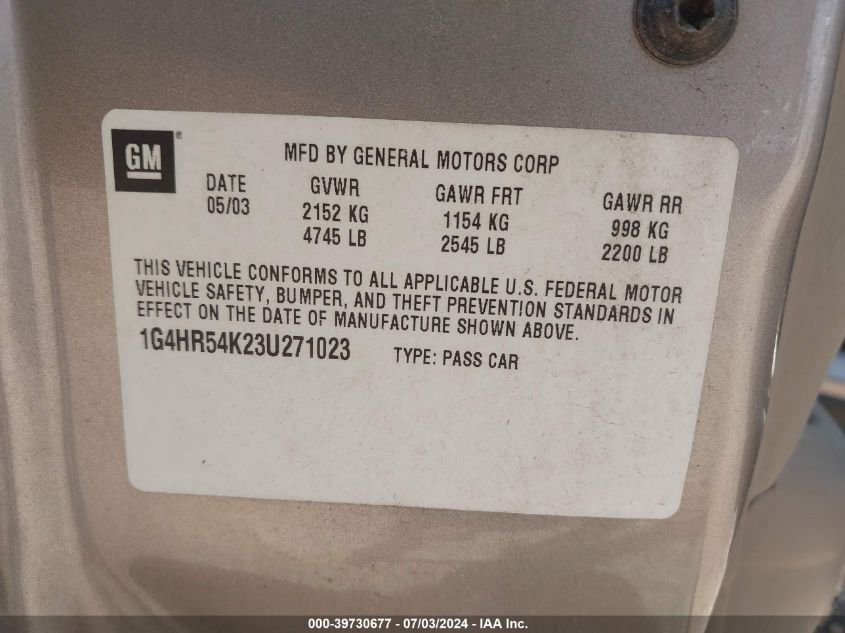 GM®
MFD BY GENERAL MOTORS CORP
DATE GVWR GAWR FRT GAWR RR
05/03 2152 KG 1154 KG 998 KG
4745 LB 2545 LB 2200 LB
THIS VEHICLE CONFORMS TO ALL APPLICABLE U.S. FEDERAL MOTOR
VEHICLE SAFETY, BUMPER, AND THEFT PREVENTION STANDARDS IN
EFFECT ON THE DATE OF MANUFACTURE SHOWN ABOVE.
1G4HR54K23U271023 TYPE: PASS CAR
000-39730677 - 07/03/2024 - IAA Inc.